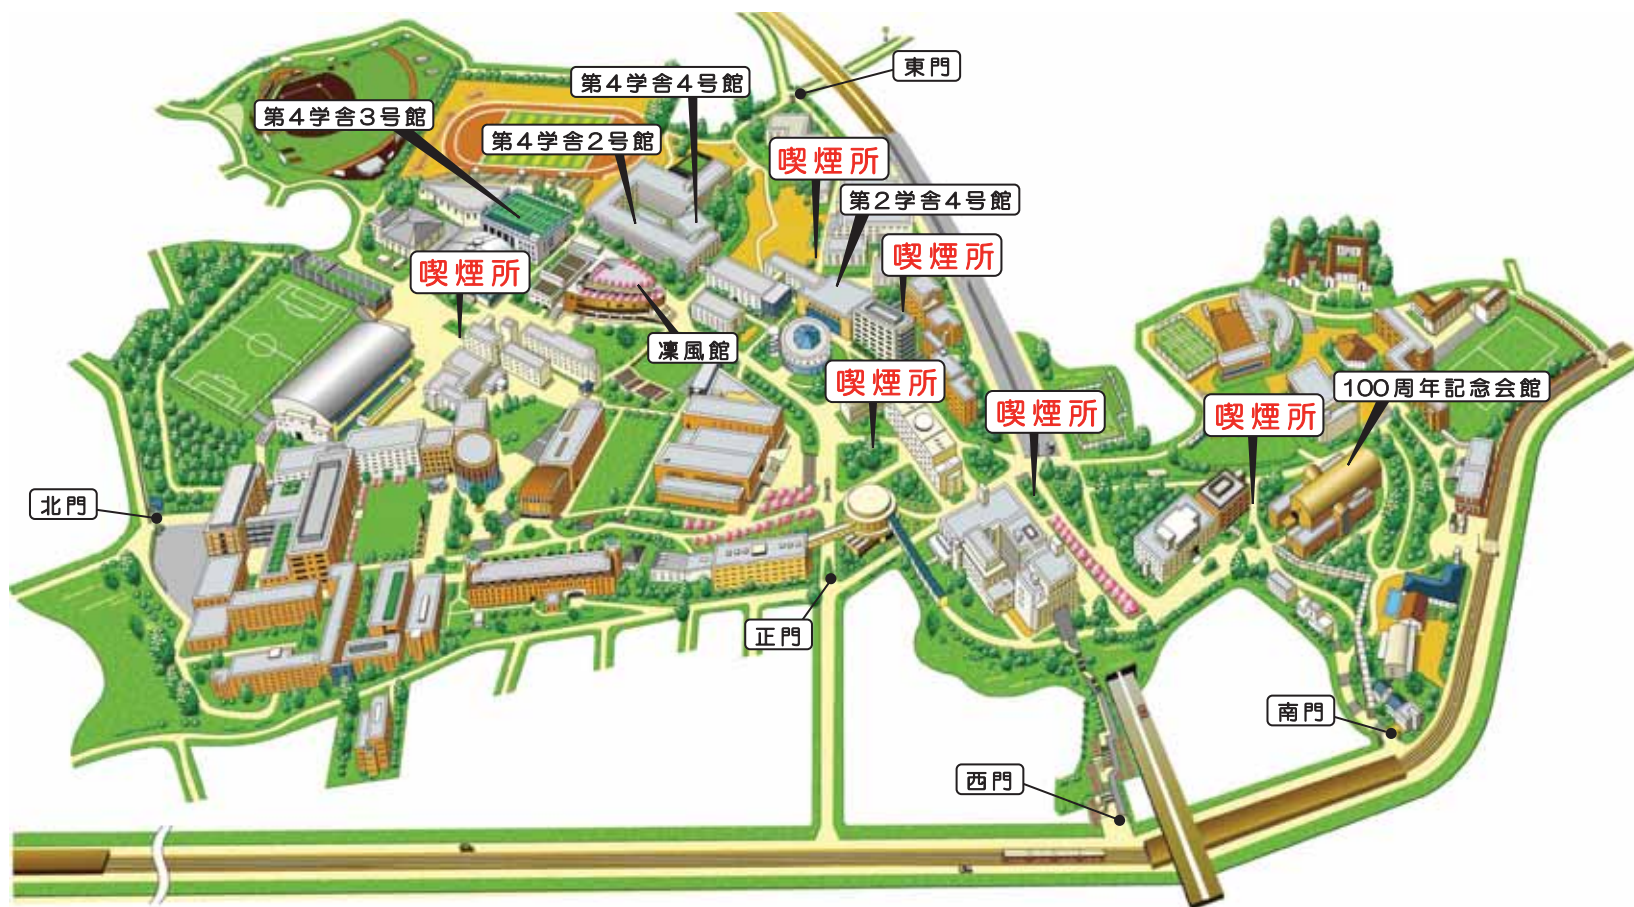 東門
第4学舎4号館
第4学舎3号館
第4学舎2号館
喫煙所
第2学舎4号館
喫煙所
喫煙所
凜風館
喫煙所
100周年記念会館
喫煙所
喫煙所
北門
正門
南門
西門